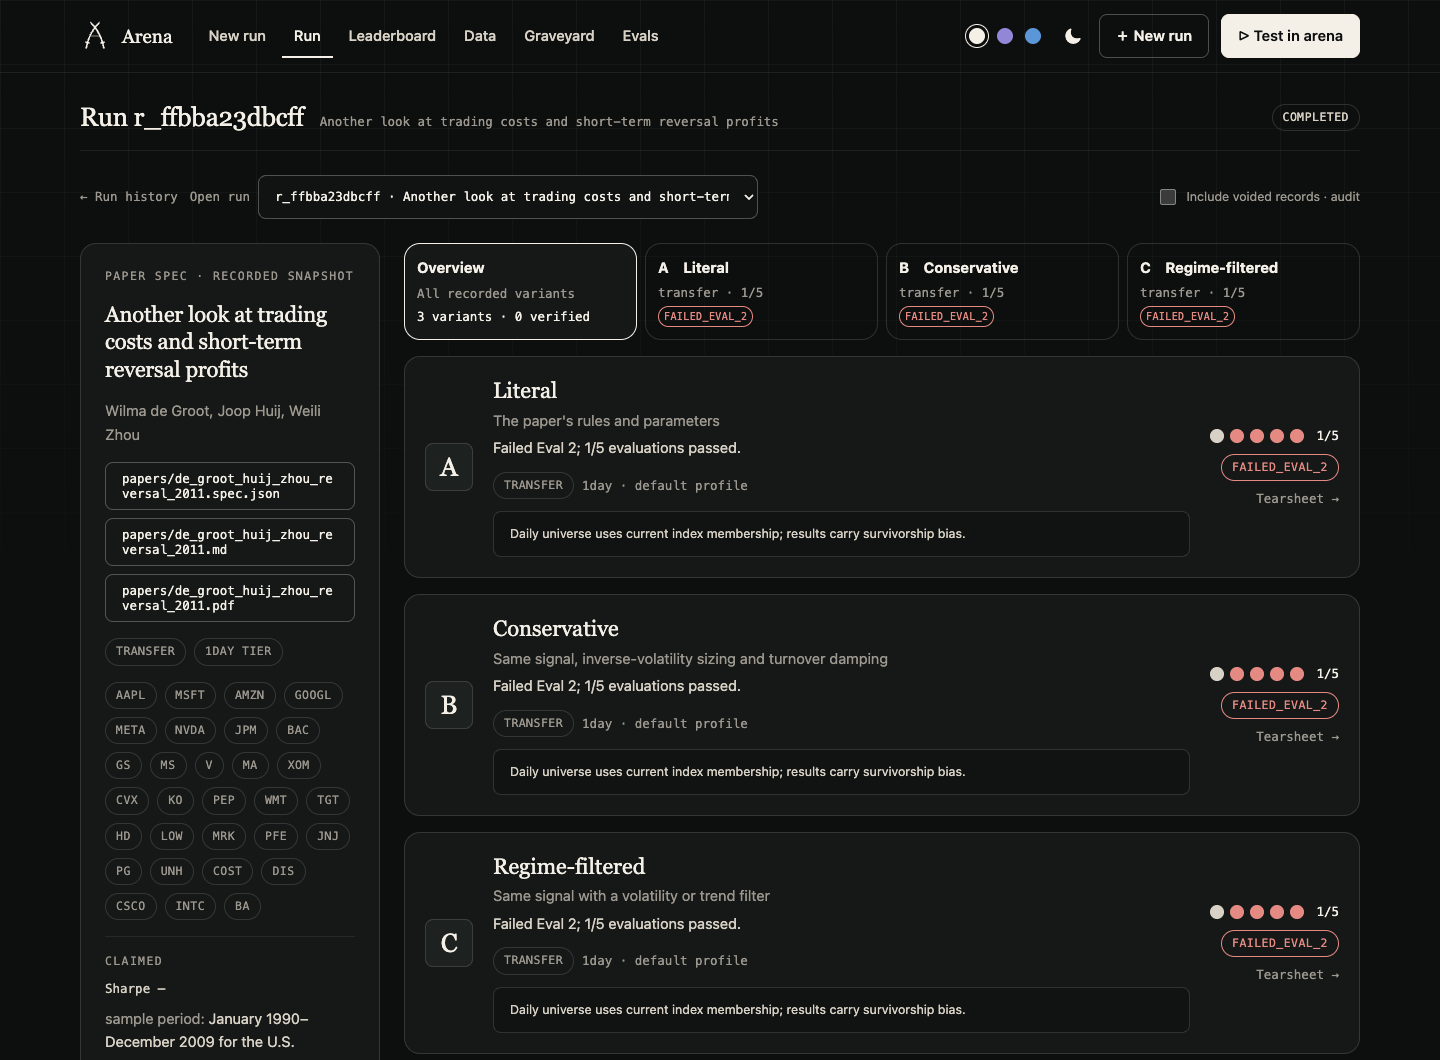 Arena
New run
Run
Leaderboard
Data
Graveyard
Evals
+ New run
Test in arena
Run r_ffbba23dbcff
Another look at trading costs and short-term reversal profits
COMPLETED
← Run history
Open run
r_ffbba23dbcff · Another look at trading costs and short-ter
Include voided records · audit
PAPER SPEC · RECORDED SNAPSHOT
Another look at trading
costs and short-term
reversal profits
Wilma de Groot, Joop Huij, Weili
Zhou
papers/de_groot_huij_zhou_re
versal_2011.spec.json
papers/de_groot_huij_zhou_re
versal_2011.md
papers/de_groot_huij_zhou_re
versal_2011.pdf
TRANSFER
1DAY TIER
AAPL MSFT AMZN GOOGL
META NVDA JPM BAC
GS MS V MA XOM
CVX KO PEP WMT TGT
HD LOW MRK PFE JNJ
PG UNH COST DIS
CSCO INTC BA
CLAIMED
Sharpe —
sample period: January 1990–
December 2009 for the U.S.
Overview
All recorded variants
3 variants · 0 verified
A Literal
transfer · 1/5
FAILED_EVAL_2
B Conservative
transfer · 1/5
FAILED_EVAL_2
C Regime-filtered
transfer · 1/5
FAILED_EVAL_2
A
Literal
The paper's rules and parameters
Failed Eval 2; 1/5 evaluations passed.
TRANSFER 1day · default profile
Daily universe uses current index membership; results carry survivorship bias.
1/5
FAILED_EVAL_2
Tearsheet →
B
Conservative
Same signal, inverse-volatility sizing and turnover damping
Failed Eval 2; 1/5 evaluations passed.
TRANSFER 1day · default profile
Daily universe uses current index membership; results carry survivorship bias.
1/5
FAILED_EVAL_2
Tearsheet →
C
Regime-filtered
Same signal with a volatility or trend filter
Failed Eval 2; 1/5 evaluations passed.
TRANSFER 1day · default profile
Daily universe uses current index membership; results carry survivorship bias.
1/5
FAILED_EVAL_2
Tearsheet →